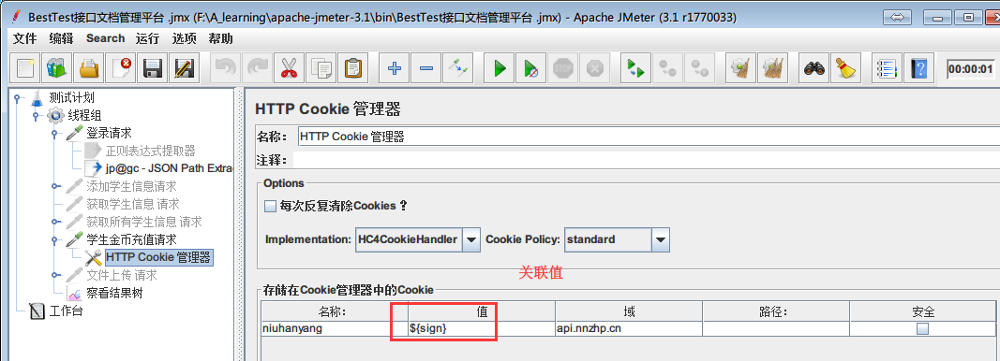 BestTest接口文档管理平台 .jmx (F:\A_learning\apache-jmeter-3.1\bin\BestTest接口文档管理平台 .jmx) - Apache JMeter (3.1 r1770033)
文件 编辑 Search 运行 选项 帮助
STOP
00:00:01
测试计划
线程组
登录请求
正则表达式提取器
jp@gc - JSON Path Extra
添加学生信息请求
获取学生信息 请求
获取所有学生信息 请求
学生金币充值请求
HTTP Cookie 管理器
文件上传 请求
察看结果树
工作台
HTTP Cookie 管理器
名称: HTTP Cookie 管理器
注释:
Options
每次反复清除Cookies ?
Implementation: HC4CookieHandler Cookie Policy: standard
关联值
存储在Cookie管理器中的Cookie
名称: 值 域 路径: 安全
niuhanyang ${sign} api.nnzhp.cn